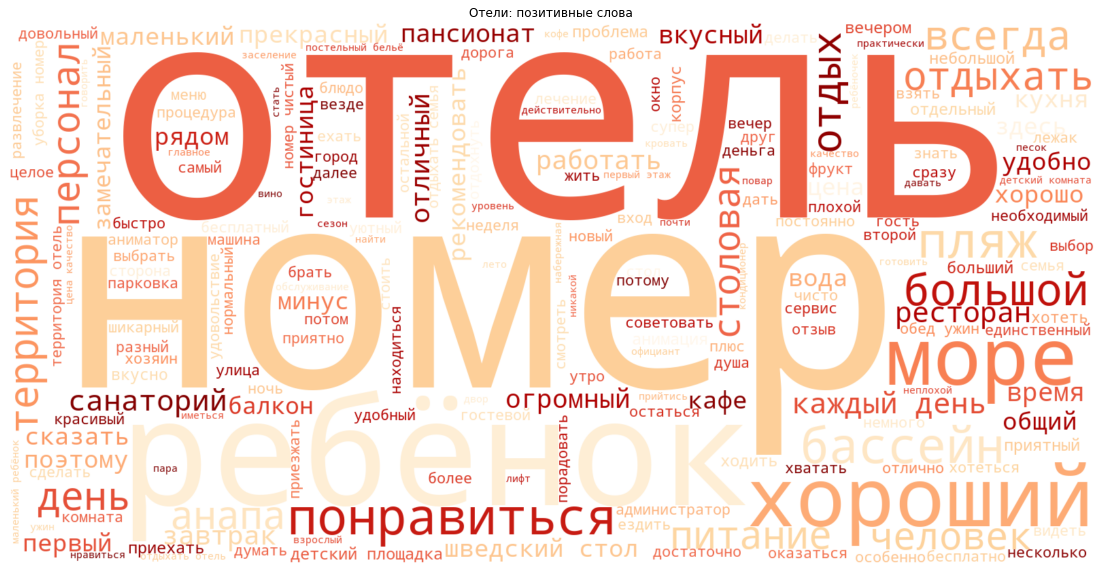 Отели: позитивные слова
довольный
маленький
прекрасный
постельный бельё
пансионат
кофе
проблема
вкусный
вечером
всегда
практически
небольшой
отдыхать
заселение
дорога
работа
персонал
замечательный
развлечение
уборка номер
меню
процедура
номер чистый
блюдо
везде
стать
ехать
гостиница
остальной
отличный
рекомендовать
лечение
действительно
супер
кровать
окно
корпус
отдых
взять
отдельный
кухня
здесь
лежак
рядом
главное
самый
целое
город
далее
работать
жить
первый этаж
вечер
друг
деньга
качество
фрукт
цена
повар
дать
знать
сразу
давать
песок
удобно
детский комната
хорошо
отель
вино
этаж
сезон
уровень
вход
почти
столовая
плохой
постоянно
гость
второй
необходимый
территория
территория отель
цена качество
быстро
аниматор
выбрать
сторона
парковка
бесплатный
машина
уютный
найти
неделя
новый
набережная
пляж
выбор
номер
шикарный
разный
хозяин
вкусно
удовольствие
нормальный
брать
обслуживание
минус
потом
приятно
стоить
лето
никакой
потому
советовать
анимация
официант
вода
чисто
сервис
отзыв
плюс
душа
готовить
больший
семья
большой
ресторан
хотеть
обед ужин
единственный
море
находиться
смотреть
улица
ночь
утро
санаторий
балкон
красивый
иметься
удобный
гостевой
двор
огромный
прийтись
остаться
кафе
каждый день
неплохой
время
немного
общий
приятный
сказать
поэтому
сделать
маленький ребёнок
ребёнок
пара
приезжать
более
лифт
порадовать
ходить
бассейн
хватать
отлично
хотеться
день
комната
анапа
завтрак
понравиться
администратор
ездить
питание
человек
хороший
видеть
ужин
первый
нравиться
приехать
отдыхать отель
думать
взрослый
детский площадка
шведский стол
достаточно
оказаться
особенно
бесплатно
несколько